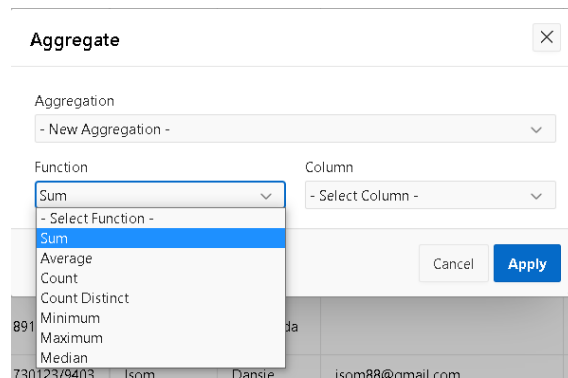 Aggregate
Aggregation
- New Aggregation -
Function
Column
Sum
- Select Column -
- Select Function -
Sum
Average
Count
Count Distinct
Minimum
Maximum
Median
Cancel
Apply
891
da
730123/9403 Isom Dansie isom88@gmail.com